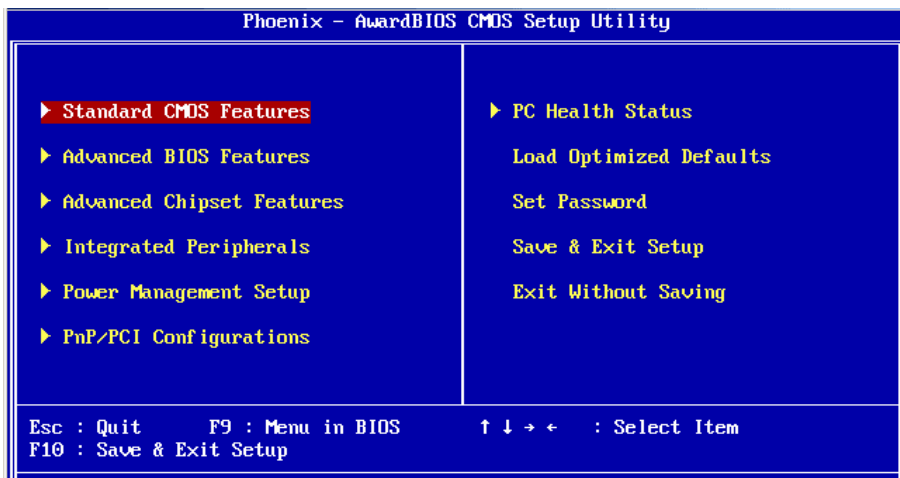 Phoenix - AwardBIOS CMOS Setup Utility
▶ Standard CMOS Features
▶ Advanced BIOS Features
▶ Advanced Chipset Features
▶ Integrated Peripherals
▶ Power Management Setup
▶ PnP/PCI Configurations
▶ PC Health Status
Load Optimized Defaults
Set Password
Save & Exit Setup
Exit Without Saving
Esc : Quit F9 : Menu in BIOS ↑ ↓ → ← : Select Item
F10 : Save & Exit Setup